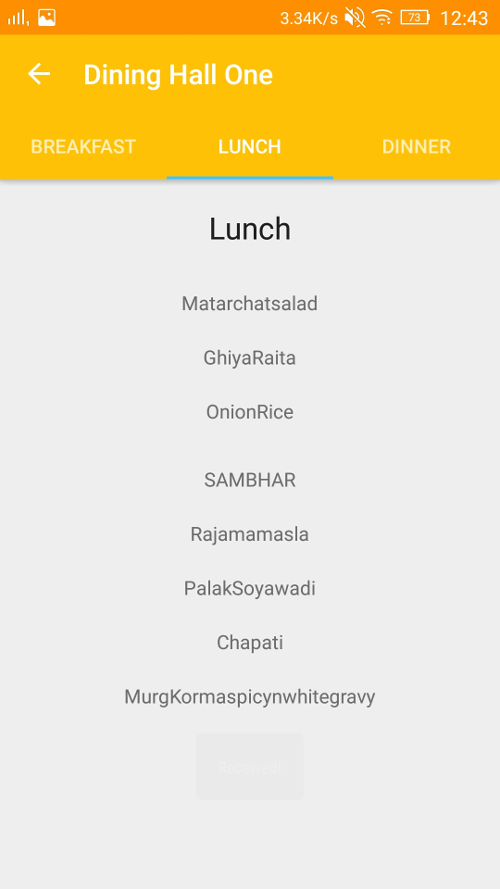 3.34K/s 73 12:43
Dining Hall One
BREAKFAST LUNCH DINNER
Lunch
Matarchatsalad
GhiyaRaita
OnionRice
SAMBHAR
Rajamamasla
PalakSoyawadi
Chapati
MurgKormaspicynwhitegravy